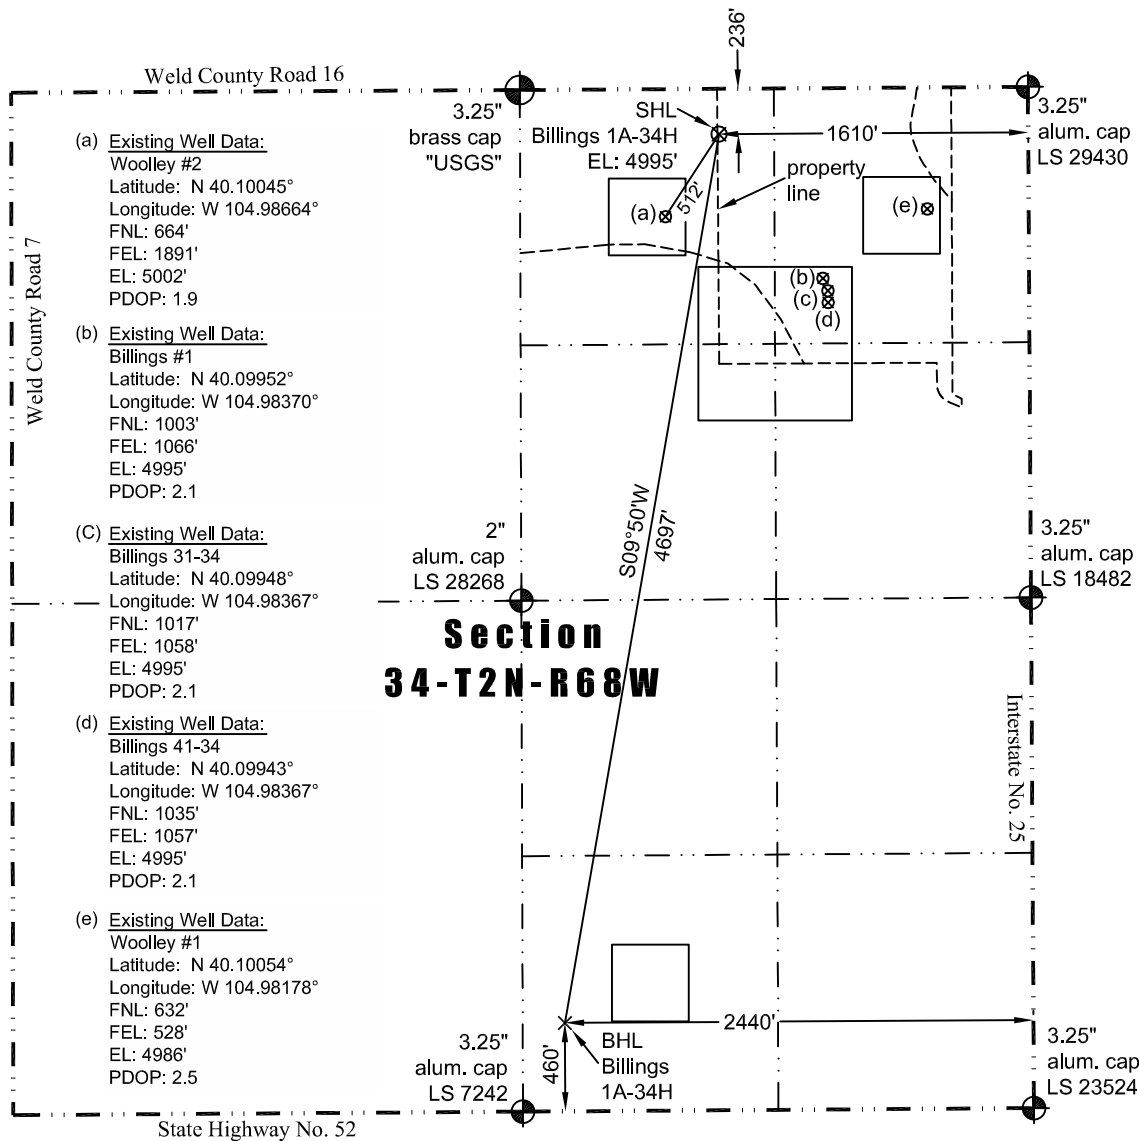 Weld County Road 16
236'
3.25"
brass cap
"USGS"
SHL
Billings 1A-34H
EL: 4995'
1610'
3.25"
alum. cap
LS 29430
property
line
512'
(a)
(e)
(b)
(c)
(d)
Weld County Road 7
(a) Existing Well Data:
Woolley #2
Latitude: N 40.10045°
Longitude: W 104.98664°
FNL: 664'
FEL: 1891'
EL: 5002'
PDOP: 1.9
(b) Existing Well Data:
Billings #1
Latitude: N 40.09952°
Longitude: W 104.98370°
FNL: 1003'
FEL: 1066'
EL: 4995'
PDOP: 2.1
(C) Existing Well Data:
Billings 31-34
Latitude: N 40.09948°
Longitude: W 104.98367°
FNL: 1017'
FEL: 1058'
EL: 4995'
PDOP: 2.1
(d) Existing Well Data:
Billings 41-34
Latitude: N 40.09943°
Longitude: W 104.98367°
FNL: 1035'
FEL: 1057'
EL: 4995'
PDOP: 2.1
(e) Existing Well Data:
Woolley #1
Latitude: N 40.10054°
Longitude: W 104.98178°
FNL: 632'
FEL: 528'
EL: 4986'
PDOP: 2.5
S09°50'W
4697'
2"
alum. cap
LS 28268
3.25"
alum. cap
LS 18482
Section
34-T2N-R68W
Interstate No. 25
2440'
460'
BHL
Billings
1A-34H
3.25"
alum. cap
LS 7242
3.25"
alum. cap
LS 23524
State Highway No. 52